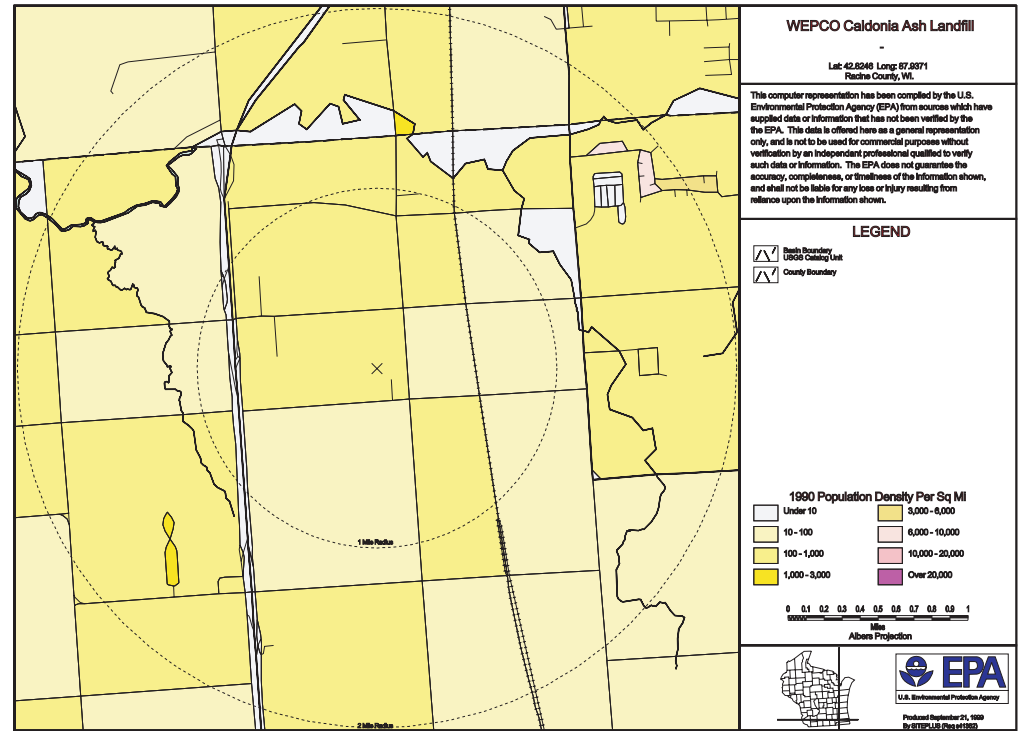 WEPCO Caldonia Ash Landfill
-
Lat: 42.8246 Long: 87.9371
Racine County, WI.
This computer representation has been compiled by the U.S.
Environmental Protection Agency (EPA) from sources which have
supplied data or information that has not been verified by the
the EPA. This data is offered here as a general representation
only, and is not to be used for commercial purposes without
verification by an independent professional qualified to verify
such data or information. The EPA does not guarantee the
accuracy, completeness, or timeliness of the information shown,
and shall not be liable for any loss or injury resulting from
reliance upon the information shown.
LEGEND
Basin Boundary
USGS Catalog Unit
County Boundary
1990 Population Density Per Sq Mi
Under 10
10 - 100
100 - 1,000
1,000 - 3,000
3,000 - 6,000
6,000 - 10,000
10,000 - 20,000
Over 20,000
0 0.1 0.2 0.3 0.4 0.5 0.6 0.7 0.8 0.9 1
Miles
Albers Projection
EPA
U.S. Environmental Protection Agency
Produced September 21, 1999
By SITEPLUS (Req
1 Mile Radius
2 Mile Radius